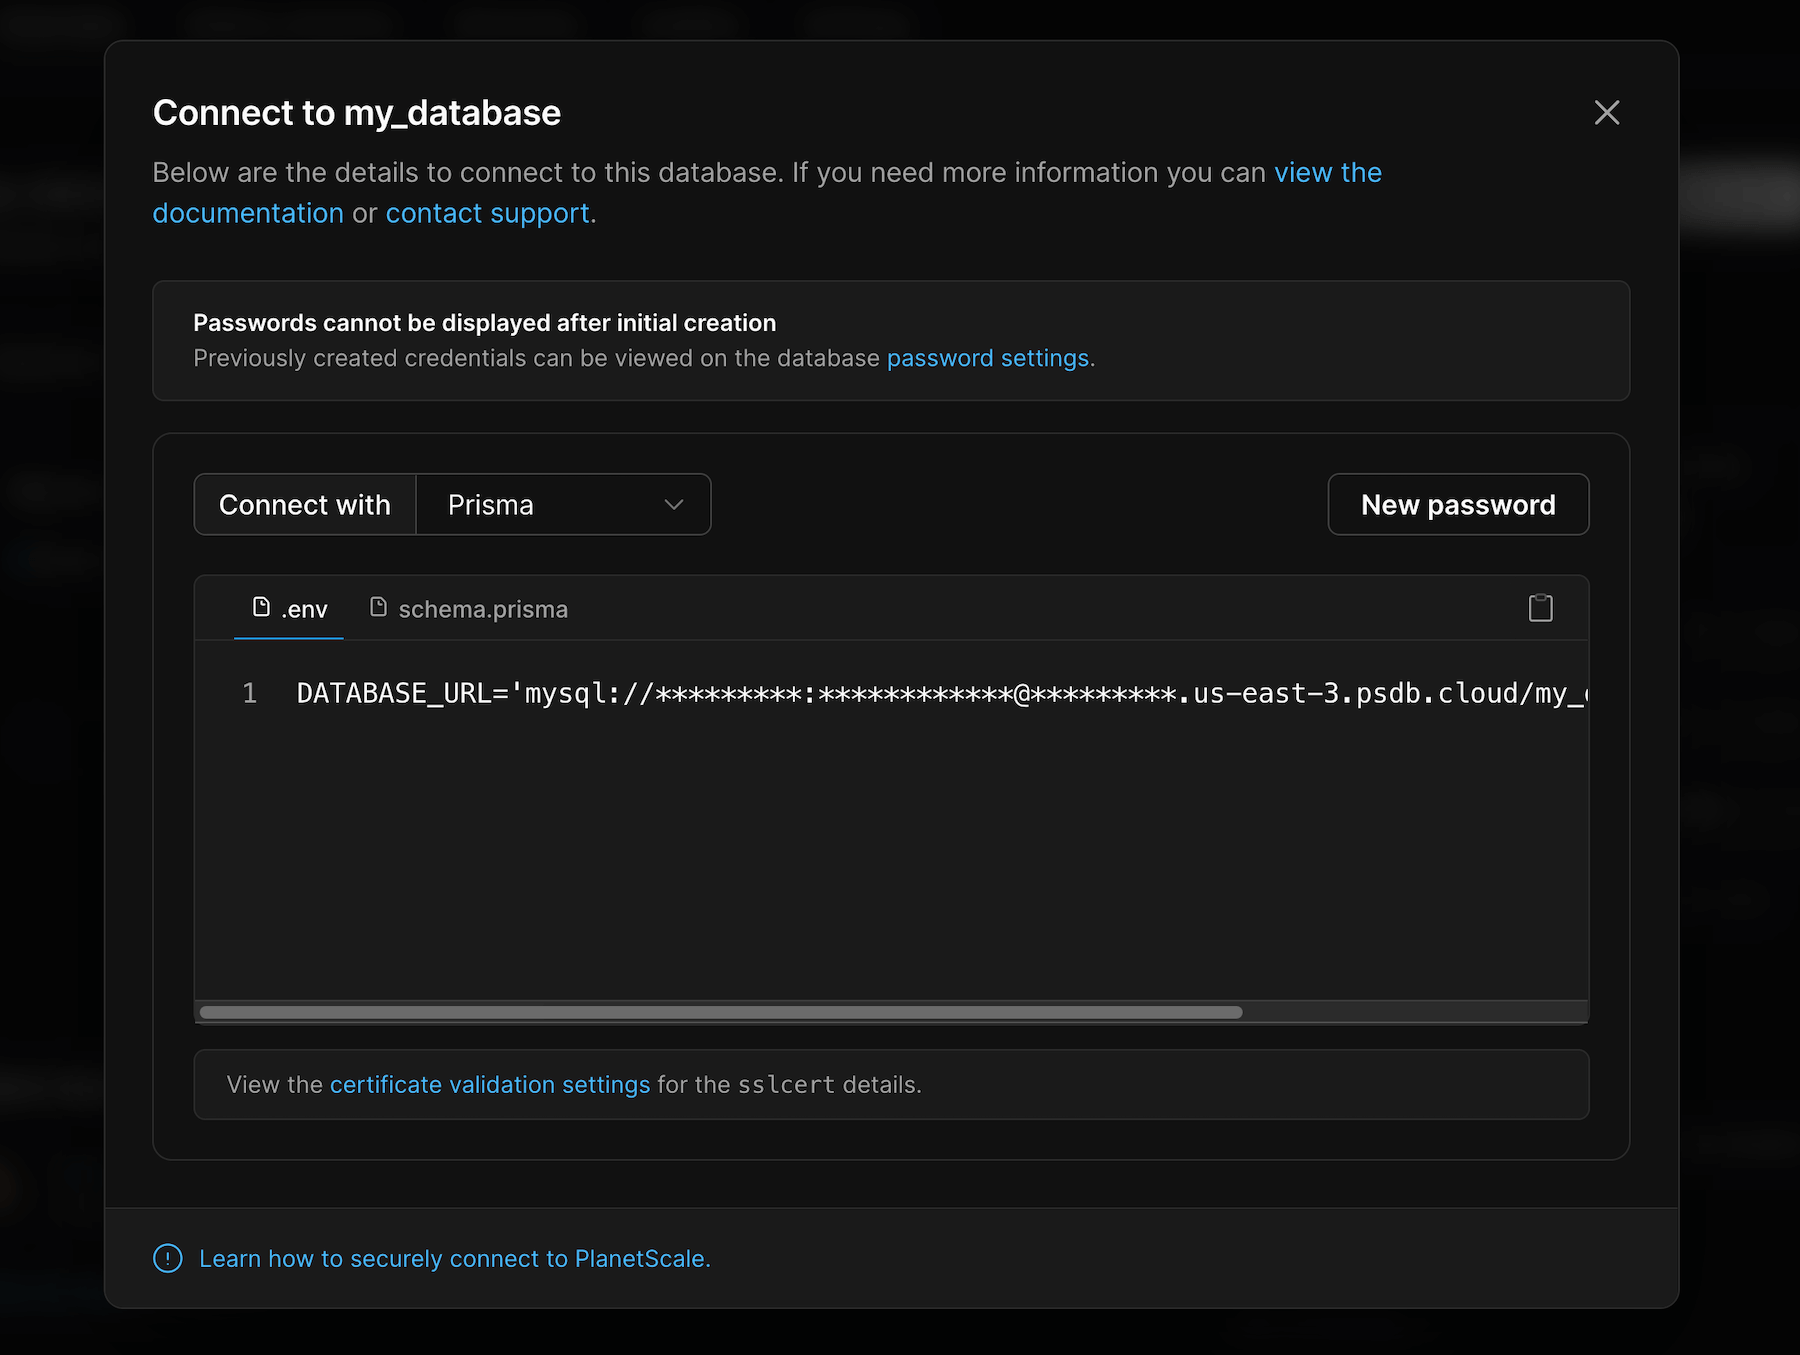 Connect to my_database
Below are the details to connect to this database. If you need more information you can view the
documentation or contact support.
Passwords cannot be displayed after initial creation
Previously created credentials can be viewed on the database password settings.
Connect with Prisma New password
.env schema.prisma
1 DATABASE_URL='mysql://*********:************@*********.us-east-3.psdb.cloud/my_
View the certificate validation settings for the sslcert details.
Learn how to securely connect to PlanetScale.